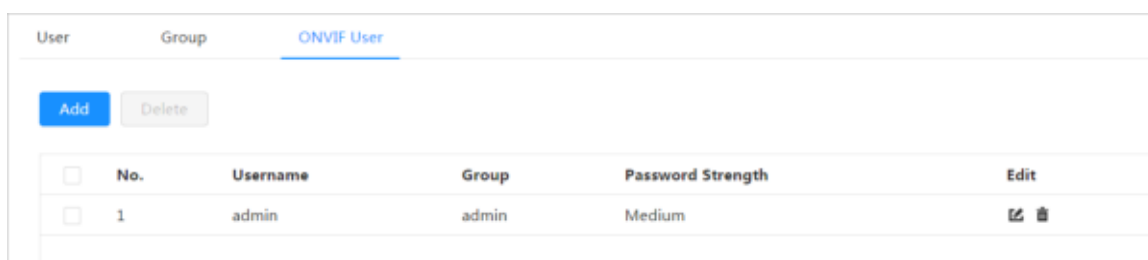 User Group ONVIF User
Add Delete
No. Username Group Password Strength Edit
1 admin admin Medium